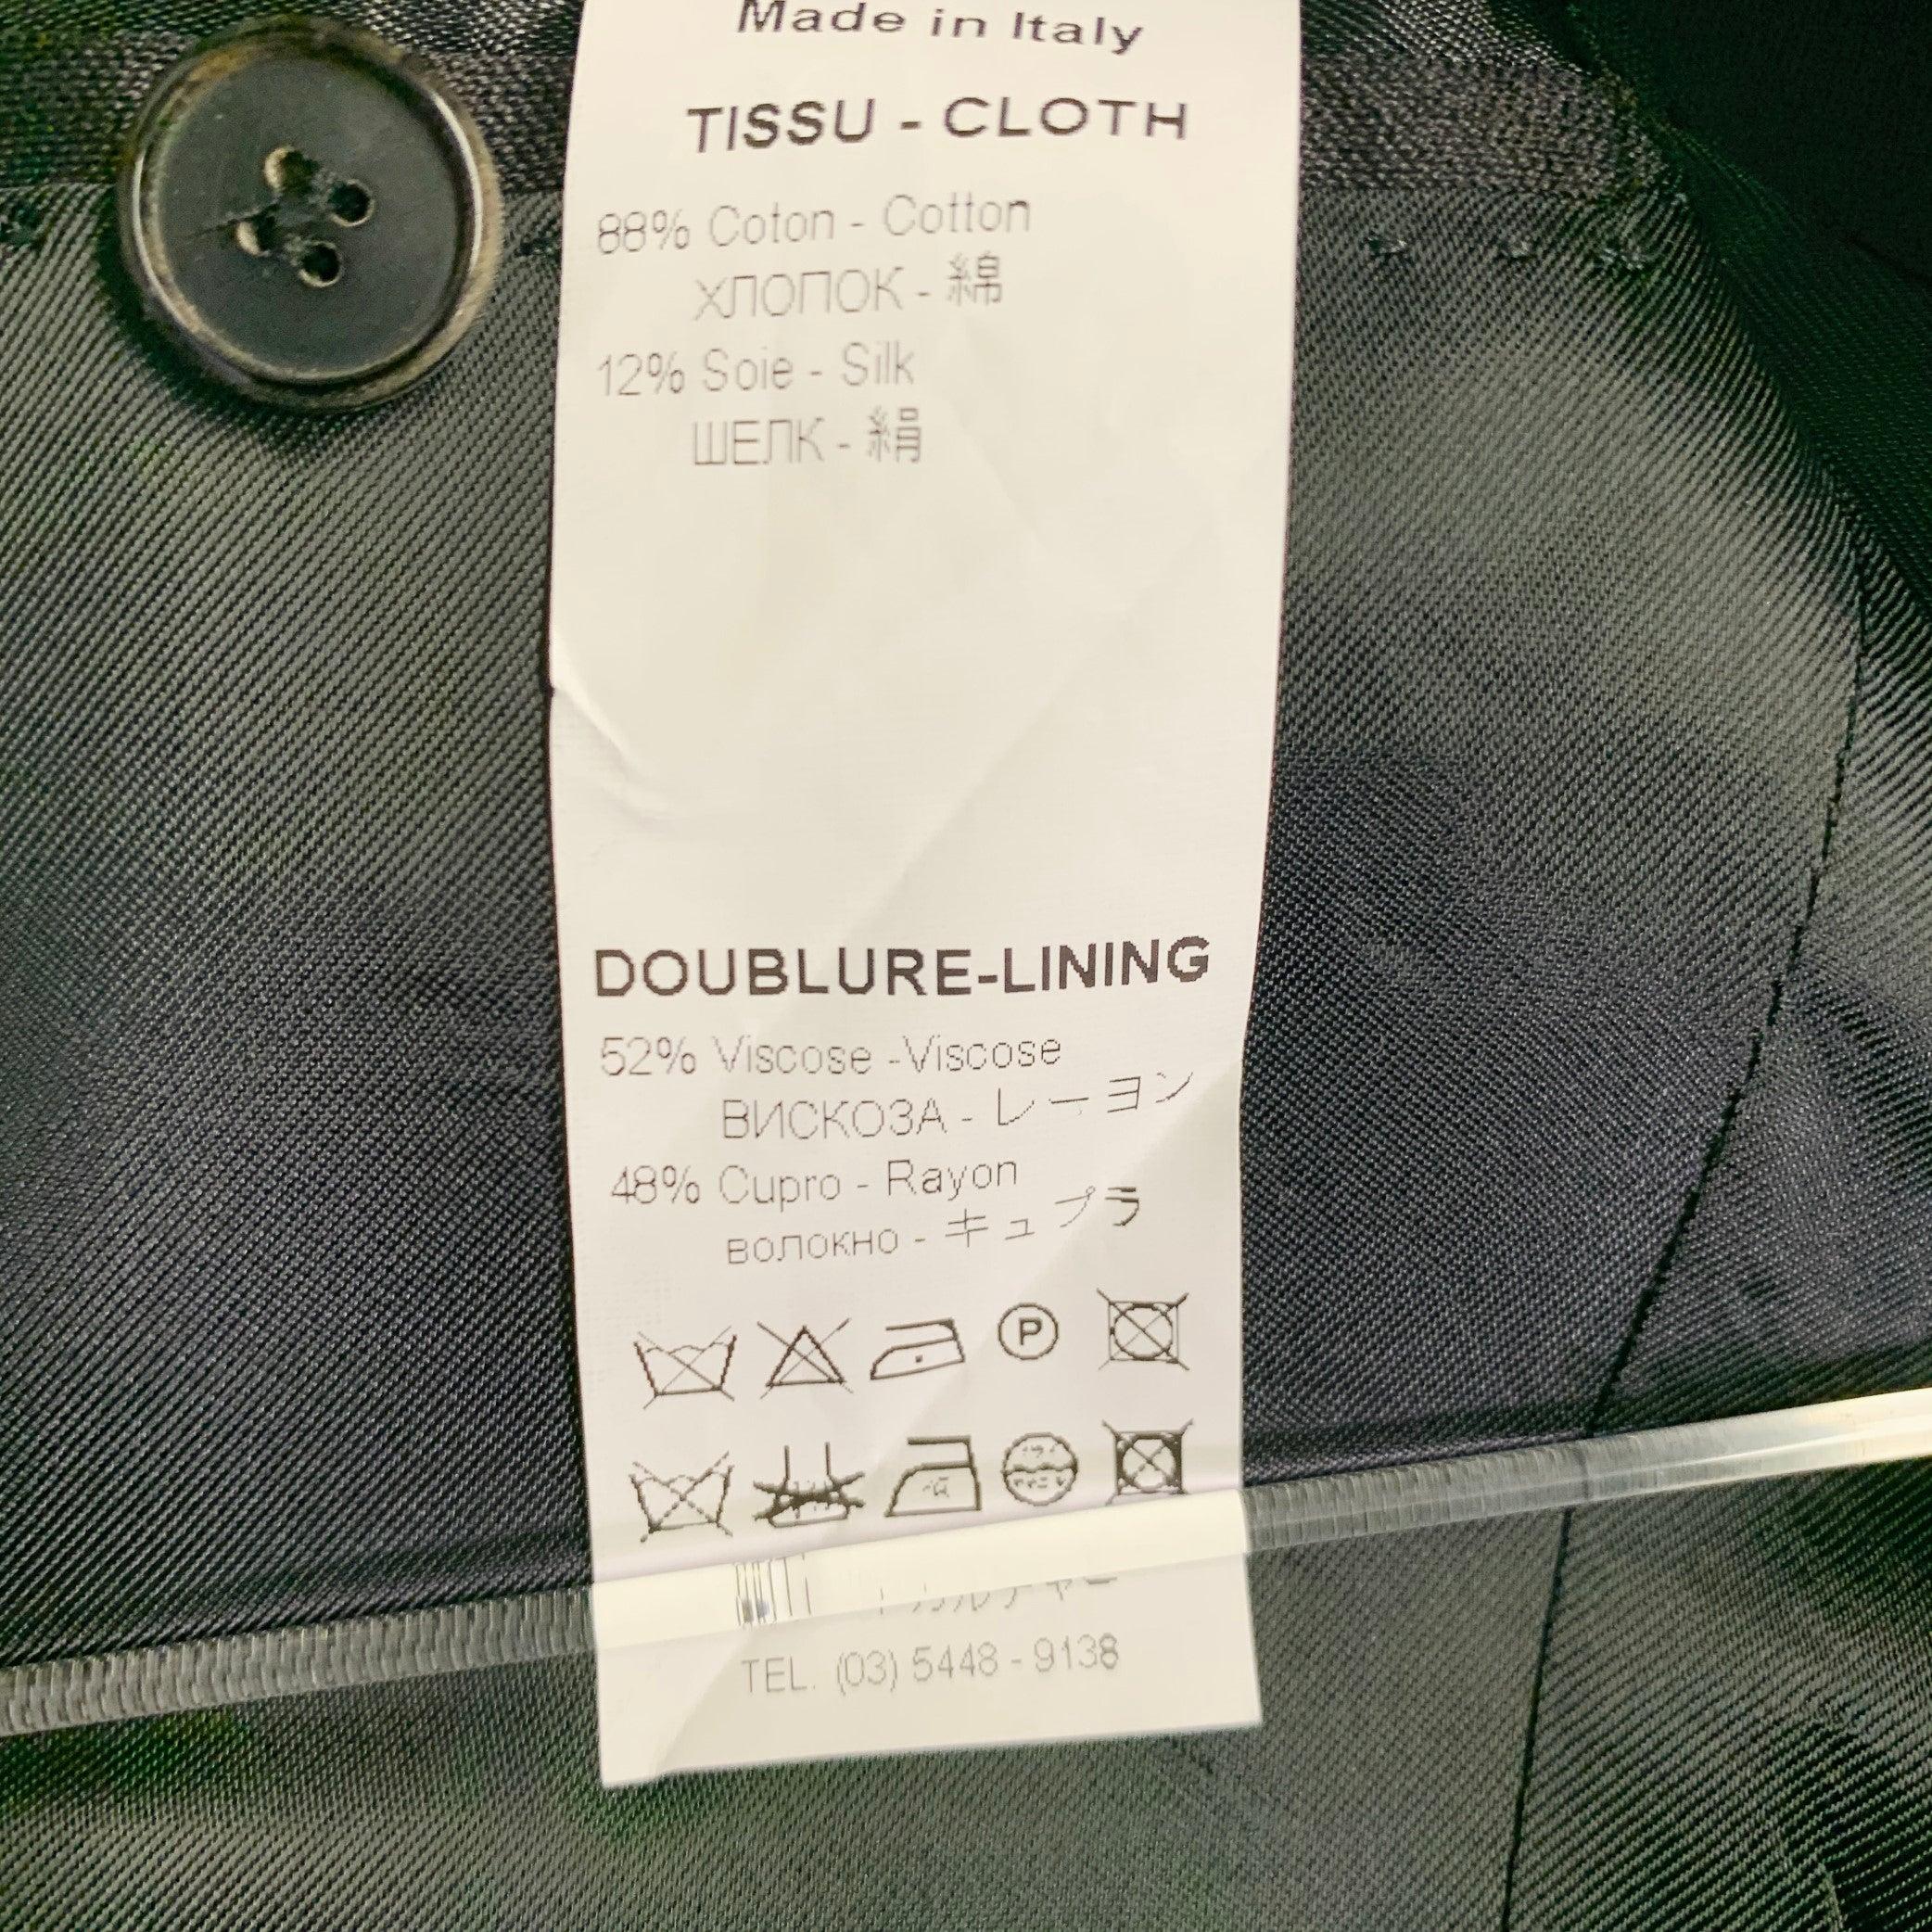 Made in Italy
TISSU - CLOTH
88% Coton - Cotton
ХЛОПОК - 綿
12% Soie - Silk
ШЕЛК - 絹
DOUBLURE-LINING
52% Viscose -Viscose
ВИСКОЗА - レーヨン
48% Cupro - Rayon
волокно - キュプラ
P
TEL. (03) 5448 - 9138